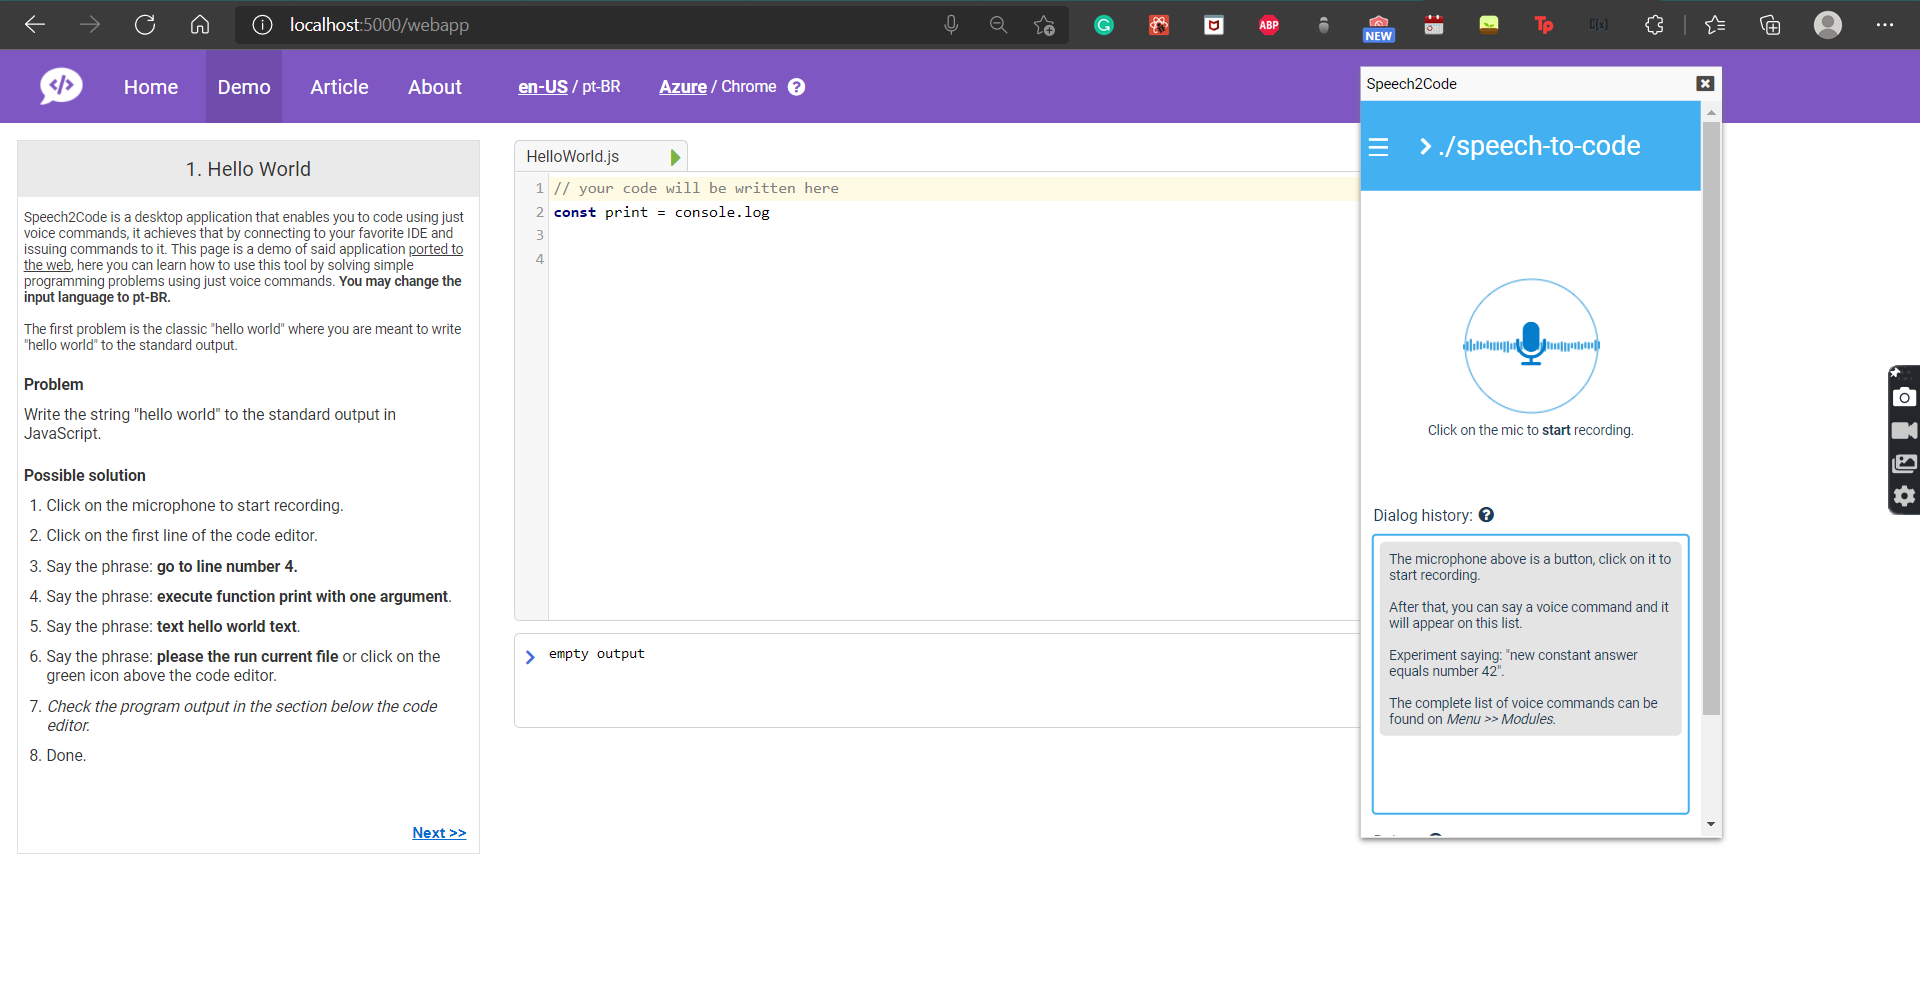 localhost:5000/webapp
ABP
NEW
Tp
Home
Demo
Article
About
en-US / pt-BR
Azure / Chrome ?
1. Hello World
Speech2Code is a desktop application that enables you to code using just
voice commands, it achieves that by connecting to your favorite IDE and
issuing commands to it. This page is a demo of said application ported to
the web, here you can learn how to use this tool by solving simple
programming problems using just voice commands. You may change the
input language to pt-BR.
The first problem is the classic "hello world" where you are meant to write
"hello world" to the standard output.
Problem
Write the string "hello world" to the standard output in
JavaScript.
Possible solution
1. Click on the microphone to start recording.
2. Click on the first line of the code editor.
3. Say the phrase: go to line number 4.
4. Say the phrase: execute function print with one argument.
5. Say the phrase: text hello world text.
6. Say the phrase: please the run current file or click on the
green icon above the code editor.
7. Check the program output in the section below the code
editor.
8. Done.
Next >>
HelloWorld.js
1 // your code will be written here
2 const print = console.log
3
4
empty output
Speech2Code
./speech-to-code
Click on the mic to start recording.
Dialog history: ?
The microphone above is a button, click on it to
start recording.
After that, you can say a voice command and it
will appear on this list.
Experiment saying: "new constant answer
equals number 42".
The complete list of voice commands can be
found on Menu >> Modules.